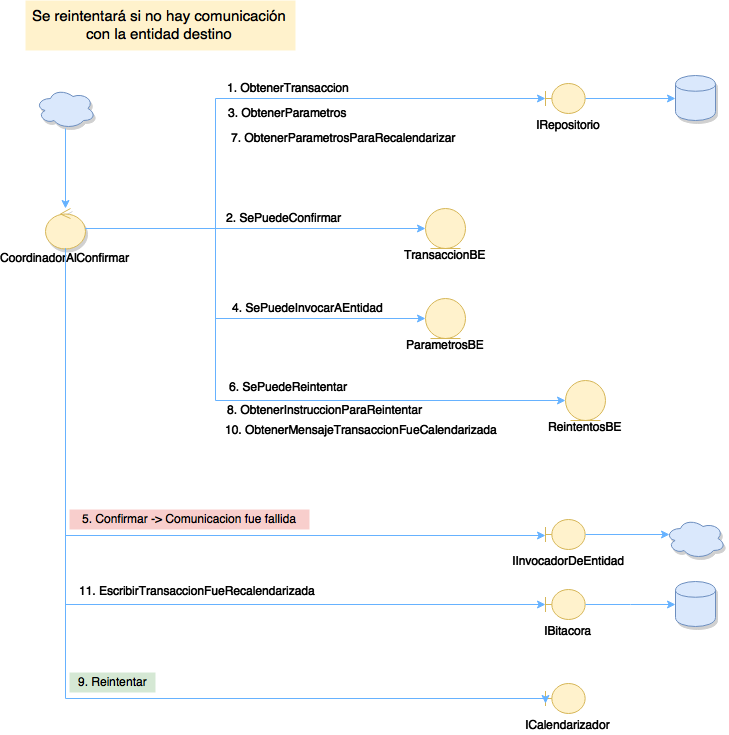 Se reintentará si no hay comunicación
con la entidad destino
1. ObtenerTransaccion
3. ObtenerParametros
7. ObtenerParametrosParaRecalendarizar
IRepositorio
2. SePuedeConfirmar
TransaccionBE
CoordinadorAlConfirmar
4. SePuedeInvocarAEntidad
ParametrosBE
6. SePuedeReintentar
8. ObtenerInstruccionParaReintentar
10. ObtenerMensajeTransaccionFueCalendarizada
ReintentosBE
5. Confirmar -> Comunicacion fue fallida
IInvocadorDeEntidad
11. EscribirTransaccionFueRecalendarizada
IBitacora
9. Reintentar
ICalendarizador